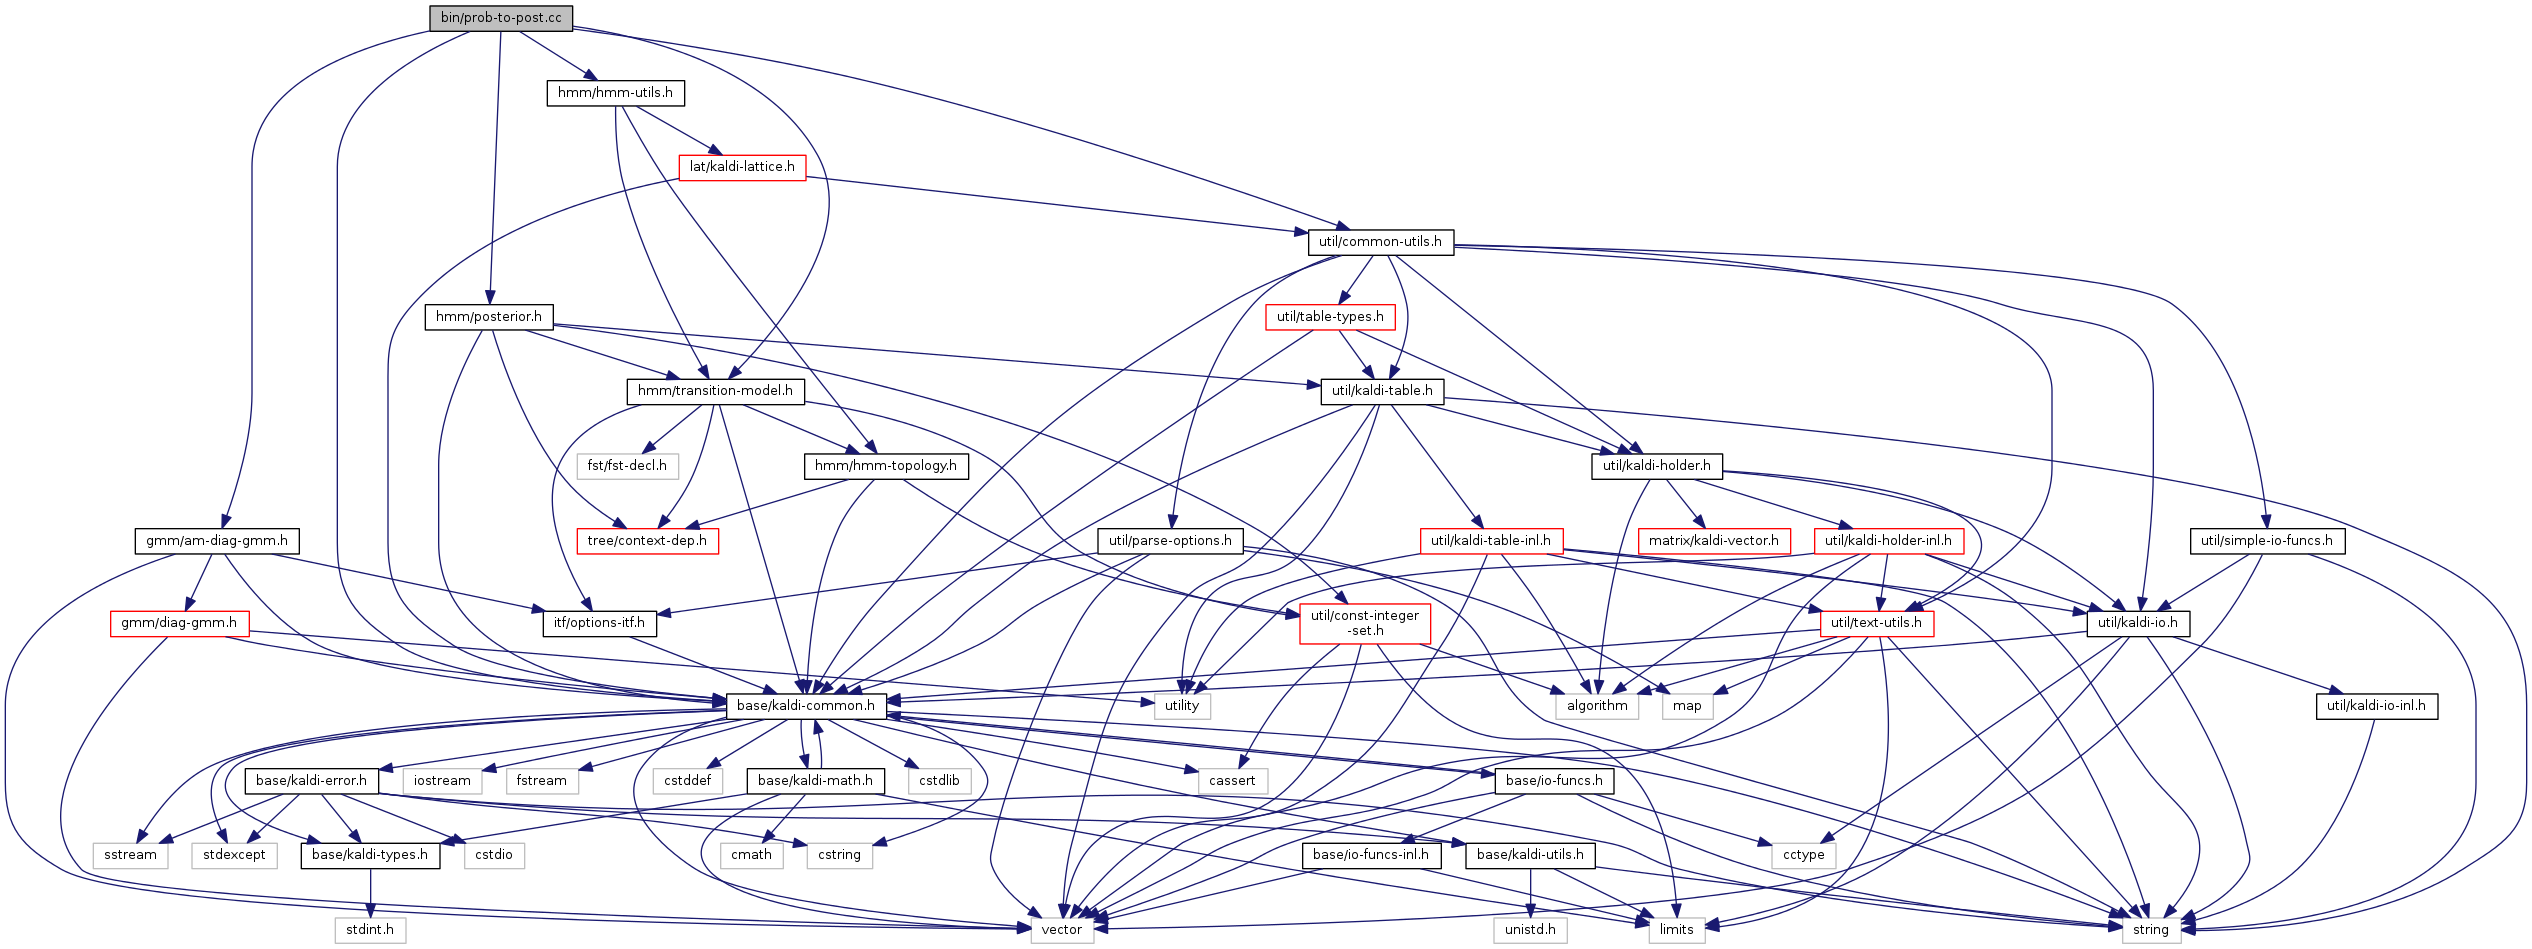 bin/prob-to-post.cc
hmm/hmm-utils.h
lat/kaldi-lattice.h
util/common-utils.h
hmm/posterior.h
util/table-types.h
hmm/transition-model.h
util/kaldi-table.h
fst/fst-decl.h
hmm/hmm-topology.h
util/kaldi-holder.h
gmm/am-diag-gmm.h
tree/context-dep.h
util/parse-options.h
util/kaldi-table-inl.h
matrix/kaldi-vector.h
util/kaldi-holder-inl.h
util/simple-io-funcs.h
gmm/diag-gmm.h
itf/options-itf.h
util/const-integer
-set.h
util/text-utils.h
util/kaldi-io.h
base/kaldi-common.h
utility
algorithm
map
util/kaldi-io-inl.h
base/kaldi-error.h
iostream
fstream
cstddef
base/kaldi-math.h
cstdlib
cassert
base/io-funcs.h
sstream
stdexcept
base/kaldi-types.h
cstdio
cmath
cstring
base/io-funcs-inl.h
base/kaldi-utils.h
cctype
stdint.h
vector
unistd.h
limits
string